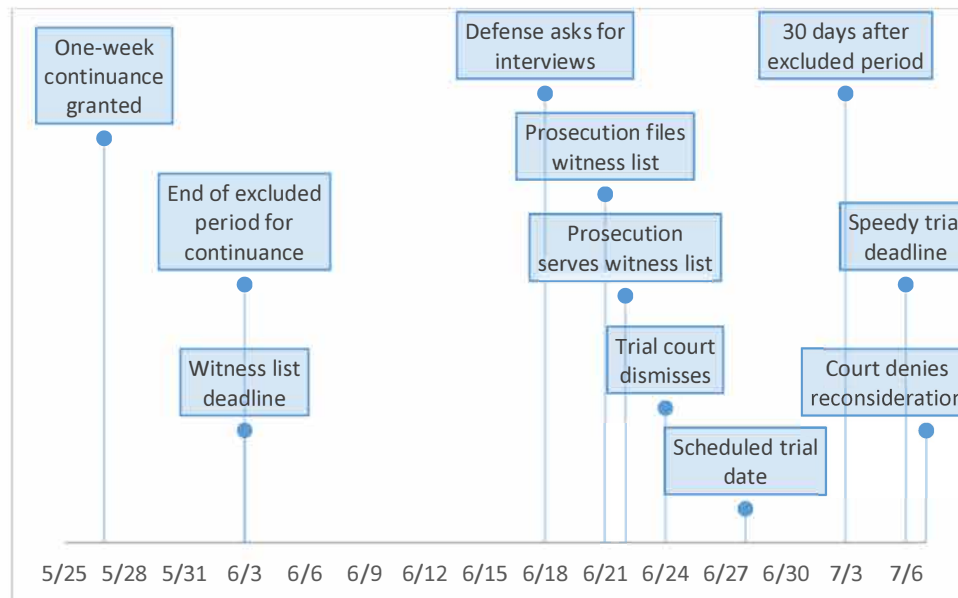 One-week
continuance
granted
Defense asks for
interviews
30 days after
excluded period
Prosecution files
witness list
End of excluded
period for
continuance
Prosecution
serves witness list
Speedy tria
deadline
Witness list
deadline
Trial court
dismisses
Court denies
reconsideration
Scheduled trial
date
5/25 5/28 5/31 6/3 6/6 6/9 6/12 6/15 6/18 6/21 6/24 6/27 6/30 7/3 7/6